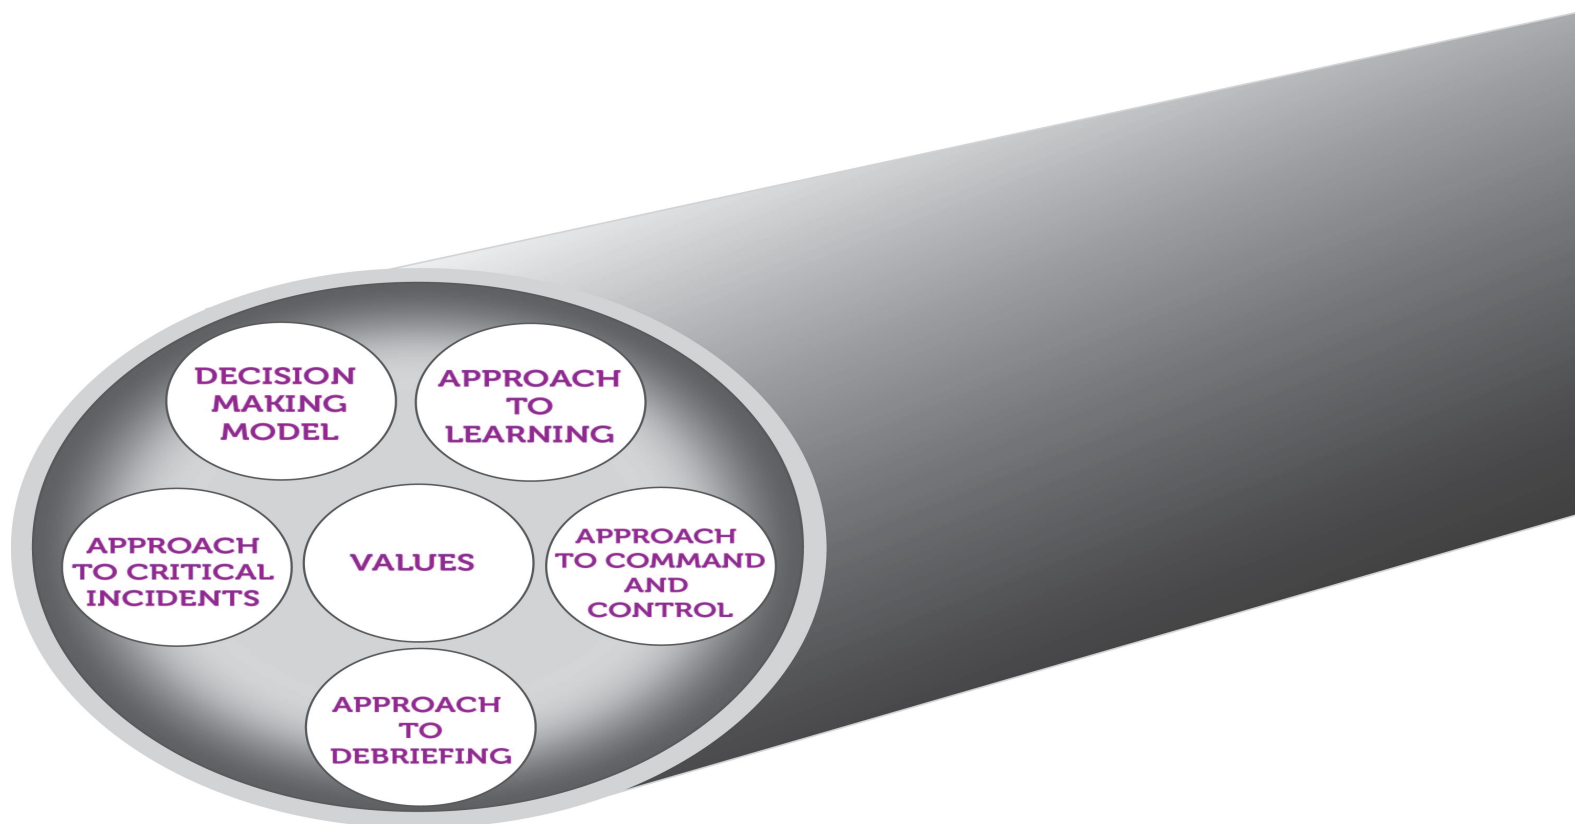 DECISION
MAKING
MODEL
APPROACH
TO
LEARNING
APPROACH
TO CRITICAL
INCIDENTS
VALUES
APPROACH
TO COMMAND
AND
CONTROL
APPROACH
TO
DEBRIEFING